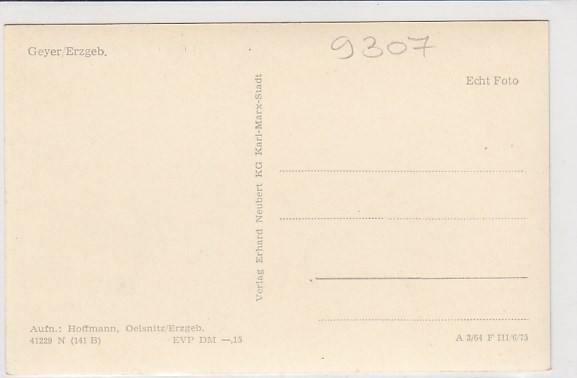 Geyer/Erzgeb.
9307
Echt Foto
Verlag Erhard Neubert KG Karl-Marx-Stadt
Aufn.: Hoffmann, Oelsnitz/Erzgeb.
41229 N (141 B) EVP DM —,15
A 3/64 F III/6/75